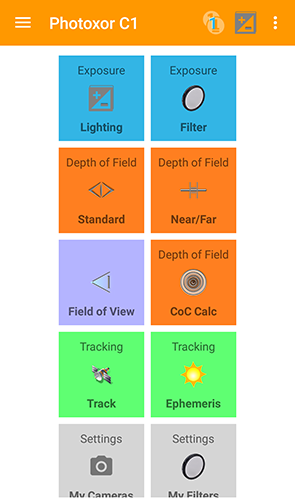 Photoxor C1
Exposure
Exposure
Lighting
Filter
Depth of Field
Depth of Field
Standard
Near/Far
Depth of Field
Field of View
CoC Calc
Tracking
Tracking
Track
Ephemeris
Settings
Settings
My Cameras
My Filters